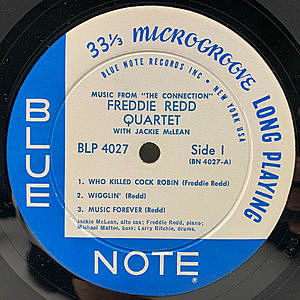 33⅓ MICROGROOVE LONG PLAYING
BLUE NOTE RECORDS INC • NEW YORK USA
MUSIC FROM "THE CONNECTION"
FREDDIE REDD
QUARTET
WITH JACKIE McLEAN
BLP 4027 Side 1
(BN 4027-A)
1. WHO KILLED COCK ROBIN (Freddie Redd)
2. WIGGLIN' (Redd)
3. MUSIC FOREVER (Redd)
Jackie McLean, alto sax; Freddie Redd, piano;
Michael Mattos, bass; Larry Ritchie, drums.
BLUE
NOTE ®